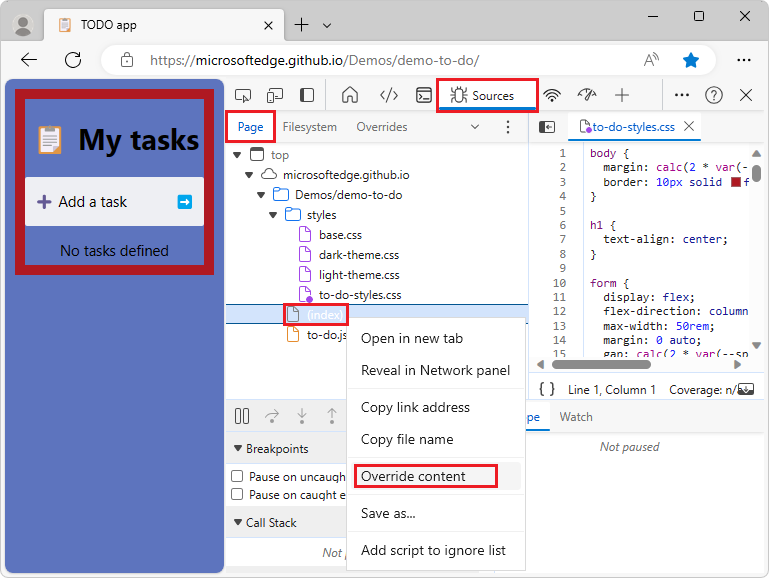 TODO app
https://microsoftedge.github.io/Demos/demo-to-do/
My tasks
Add a task
No tasks defined
Sources
Page Filesystem Overrides
top
microsoftedge.github.io
Demos/demo-to-do
styles
base.css
dark-theme.css
light-theme.css
to-do-styles.css
(index)
to-do.js
to-do-styles.css
1 body {
2 margin: calc(2 * var(-
3 border: 10px solid f
4 }
5
6 h1 {
7 text-align: center;
8 }
9
10 form {
11 display: flex;
12 flex-direction: column
13 max-width: 50rem;
14 margin: 0 auto;
15 gap: calc(2 * var(--sp
{ } Line 1, Column 1 Coverage: n/
Open in new tab
Reveal in Network panel
Copy link address
Copy file name
Override content
Save as...
Add script to ignore list
Breakpoints
Pause on uncaugh
Pause on caught e
Call Stack
Not
pe Watch
Not paused